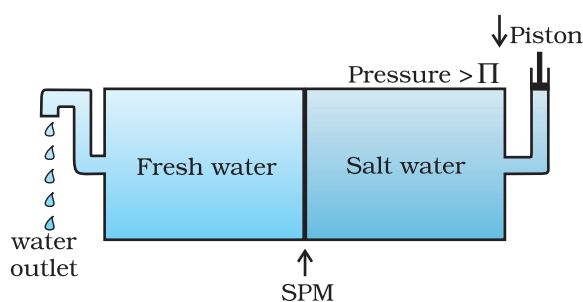 Piston
Pressure > Π
Fresh water
Salt water
water
outlet
SPM